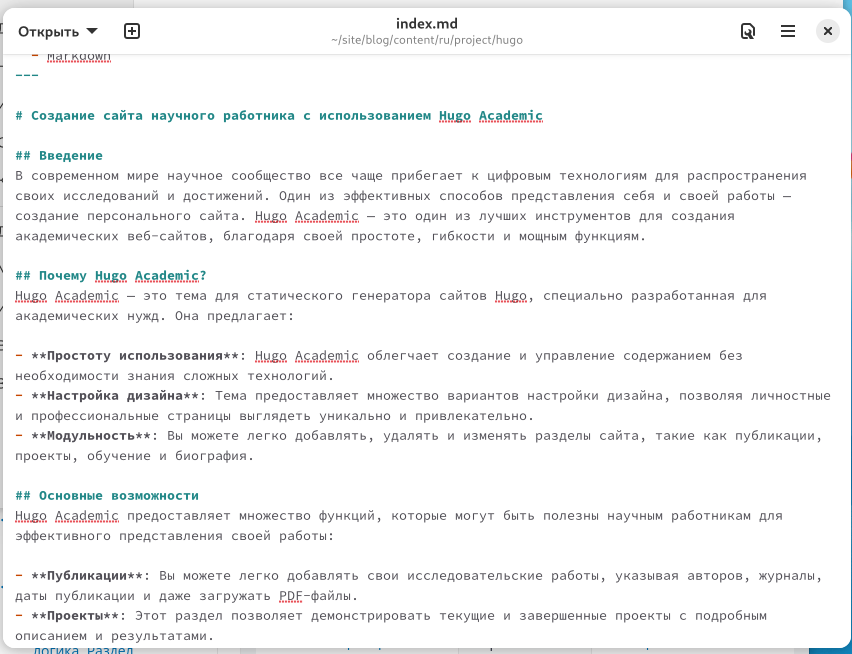 Открыть
index.md
~/site/blog/content/ru/project/hugo
- Markdown
---
# Создание сайта научного работника с использованием Hugo Academic
## Введение
В современном мире научное сообщество все чаще прибегает к цифровым технологиям для распространения
своих исследований и достижений. Один из эффективных способов представления себя и своей работы —
создание персонального сайта. Hugo Academic — это один из лучших инструментов для создания
академических веб-сайтов, благодаря своей простоте, гибкости и мощным функциям.
## Почему Hugo Academic?
Hugo Academic — это тема для статического генератора сайтов Hugo, специально разработанная для
академических нужд. Она предлагает:
- **Простоту использования**: Hugo Academic облегчает создание и управление содержанием без
необходимости знания сложных технологий.
- **Настройка дизайна**: Тема предоставляет множество вариантов настройки дизайна, позволяя личностные
и профессиональные страницы выглядеть уникально и привлекательно.
- **Модульность**: Вы можете легко добавлять, удалять и изменять разделы сайта, такие как публикации,
проекты, обучение и биография.
## Основные возможности
Hugo Academic предоставляет множество функций, которые могут быть полезны научным работникам для
эффективного представления своей работы:
- **Публикации**: Вы можете легко добавлять свои исследовательские работы, указывая авторов, журналы,
даты публикации и даже загружать PDF-файлы.
- **Проекты**: Этот раздел позволяет демонстрировать текущие и завершенные проекты с подробным
описанием и результатами.
логика Раздел